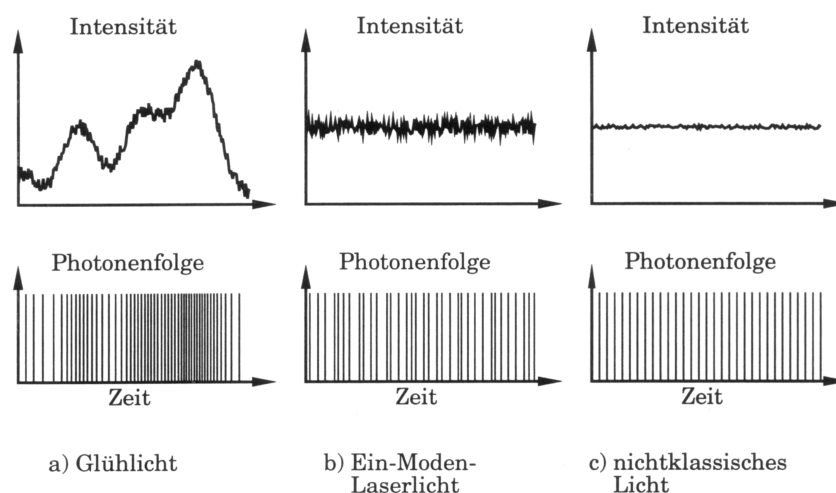 Intensität
Intensität
Intensität
Photonenfolge
Photonenfolge
Photonenfolge
Zeit
Zeit
Zeit
a) Glühlicht
b) Ein-Moden-
Laserlicht
c) nichtklassisches
Licht